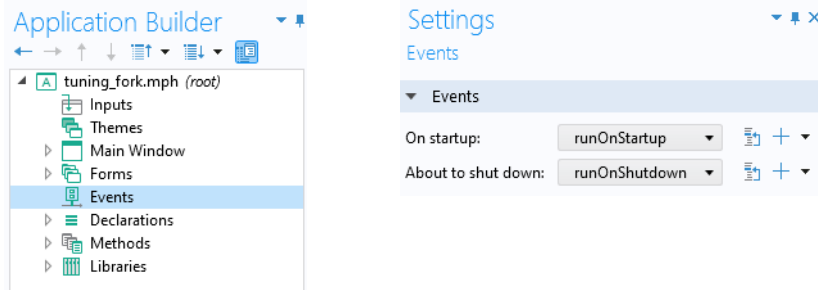 Application Builder
tuning_fork.mph (root)
Inputs
Themes
Main Window
Forms
Events
Declarations
Methods
Libraries
Settings
Events
Events
On startup: runOnStartup
About to shut down: runOnShutdown